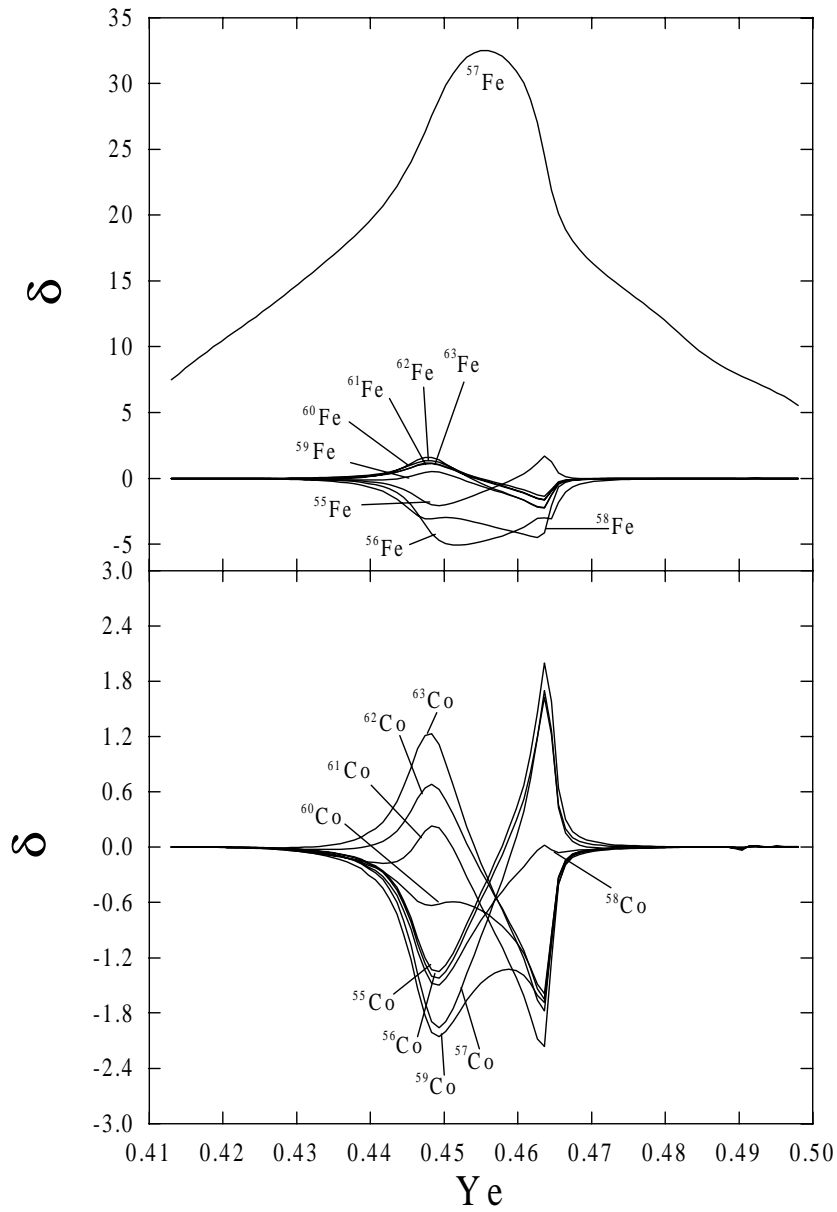 35
30
25
20
15
10
5
0
-5
δ
⁵⁷Fe
⁶³Fe
⁶²Fe
⁶¹Fe
⁶⁰Fe
⁵⁹Fe
⁵⁵Fe
⁵⁸Fe
⁵⁶Fe
3.0
2.4
1.8
1.2
0.6
0.0
-0.6
-1.2
-1.8
-2.4
-3.0
δ
⁶³Co
⁶²Co
⁶¹Co
⁶⁰Co
⁵⁸Co
⁵⁵Co
⁵⁶Co
⁵⁷Co
⁵⁹Co
0.41 0.42 0.43 0.44 0.45 0.46 0.47 0.48 0.49 0.50
Ye